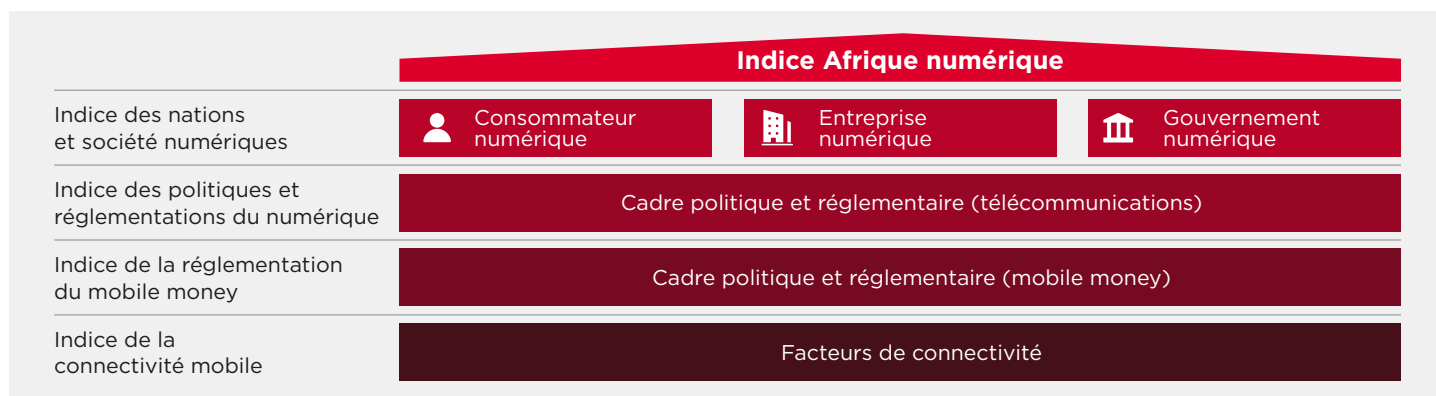 Indice Afrique numérique
Indice des nations
et société numériques
Consommateur
numérique
Entreprise
numérique
Gouvernement
numérique
Indice des politiques et
réglementations du numérique
Cadre politique et réglementaire (télécommunications)
Indice de la réglementation
du mobile money
Cadre politique et réglementaire (mobile money)
Indice de la
connectivité mobile
Facteurs de connectivité